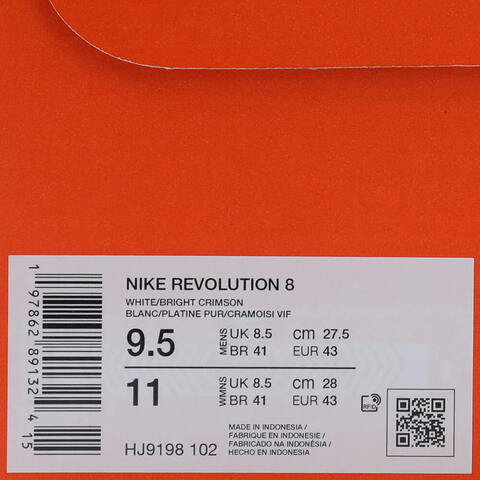 NIKE REVOLUTION 8
WHITE/BRIGHT CRIMSON
BLANC/PLATINE PUR/CRAMOISI VIF
9.5 MENS UK 8.5 cm 27.5
BR 41 EUR 43
11 WMNS UK 8.5 cm 28
BR 41 EUR 43
RFID
HJ9198 102
MADE IN INDONESIA /
FABRIQUE EN INDONESIE /
FABRICADO NA INDONÉSIA /
HECHO EN INDONESIA
1 97862 89132 4 15